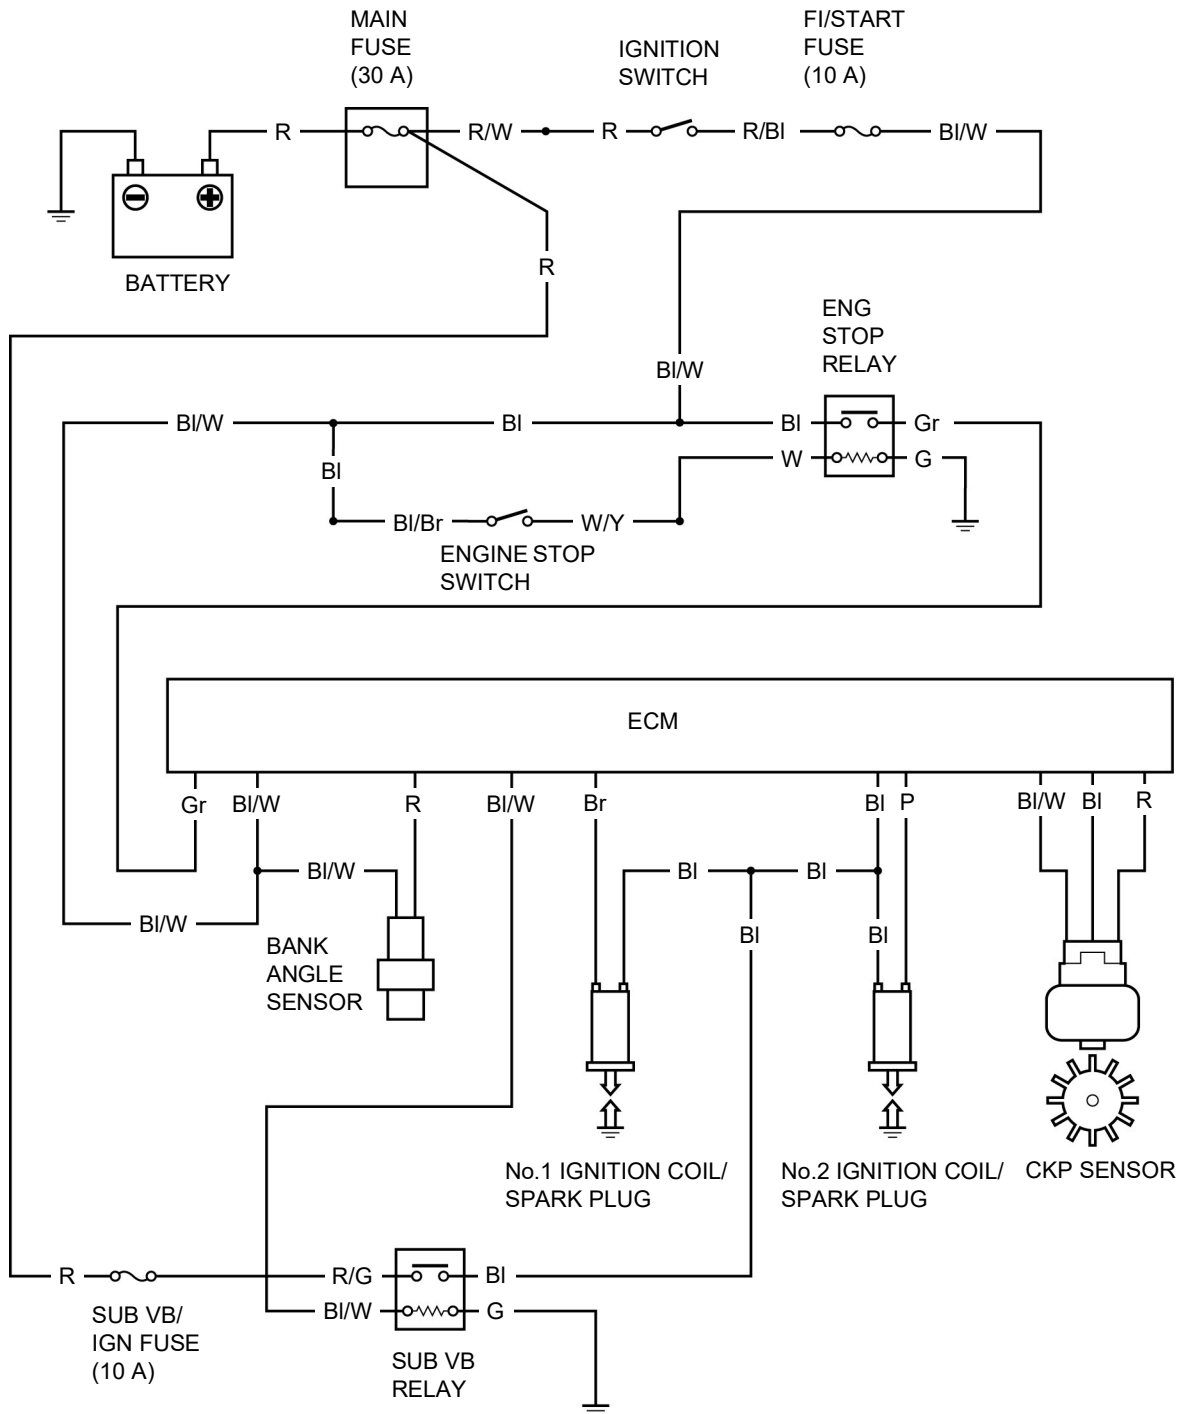 MAIN
FUSE
(30 A)
IGNITION
SWITCH
FI/START
FUSE
(10 A)
R
R/W
R
R/Bl
Bl/W
BATTERY
R
ENG
STOP
RELAY
Bl/W
Bl/W
Bl
Bl
Gr
Bl
W
G
Bl/Br
W/Y
ENGINE STOP
SWITCH
ECM
Gr
Bl/W
R
Bl/W
Br
Bl
P
Bl/W
Bl
R
Bl/W
Bl
Bl
Bl/W
Bl
Bl
BANK
ANGLE
SENSOR
No.1 IGNITION COIL/
SPARK PLUG
No.2 IGNITION COIL/
SPARK PLUG
CKP SENSOR
R
R/G
Bl
Bl/W
G
SUB VB/
IGN FUSE
(10 A)
SUB VB
RELAY